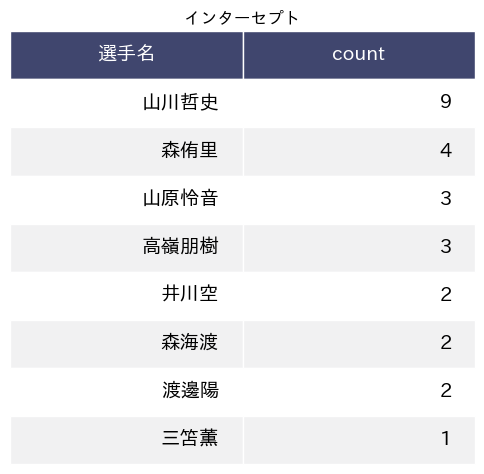 インターセプト
選手名 count
山川哲史 9
森侑里 4
山原怜音 3
高嶺朋樹 3
井川空 2
森海渡 2
渡邊陽 2
三笘薫 1